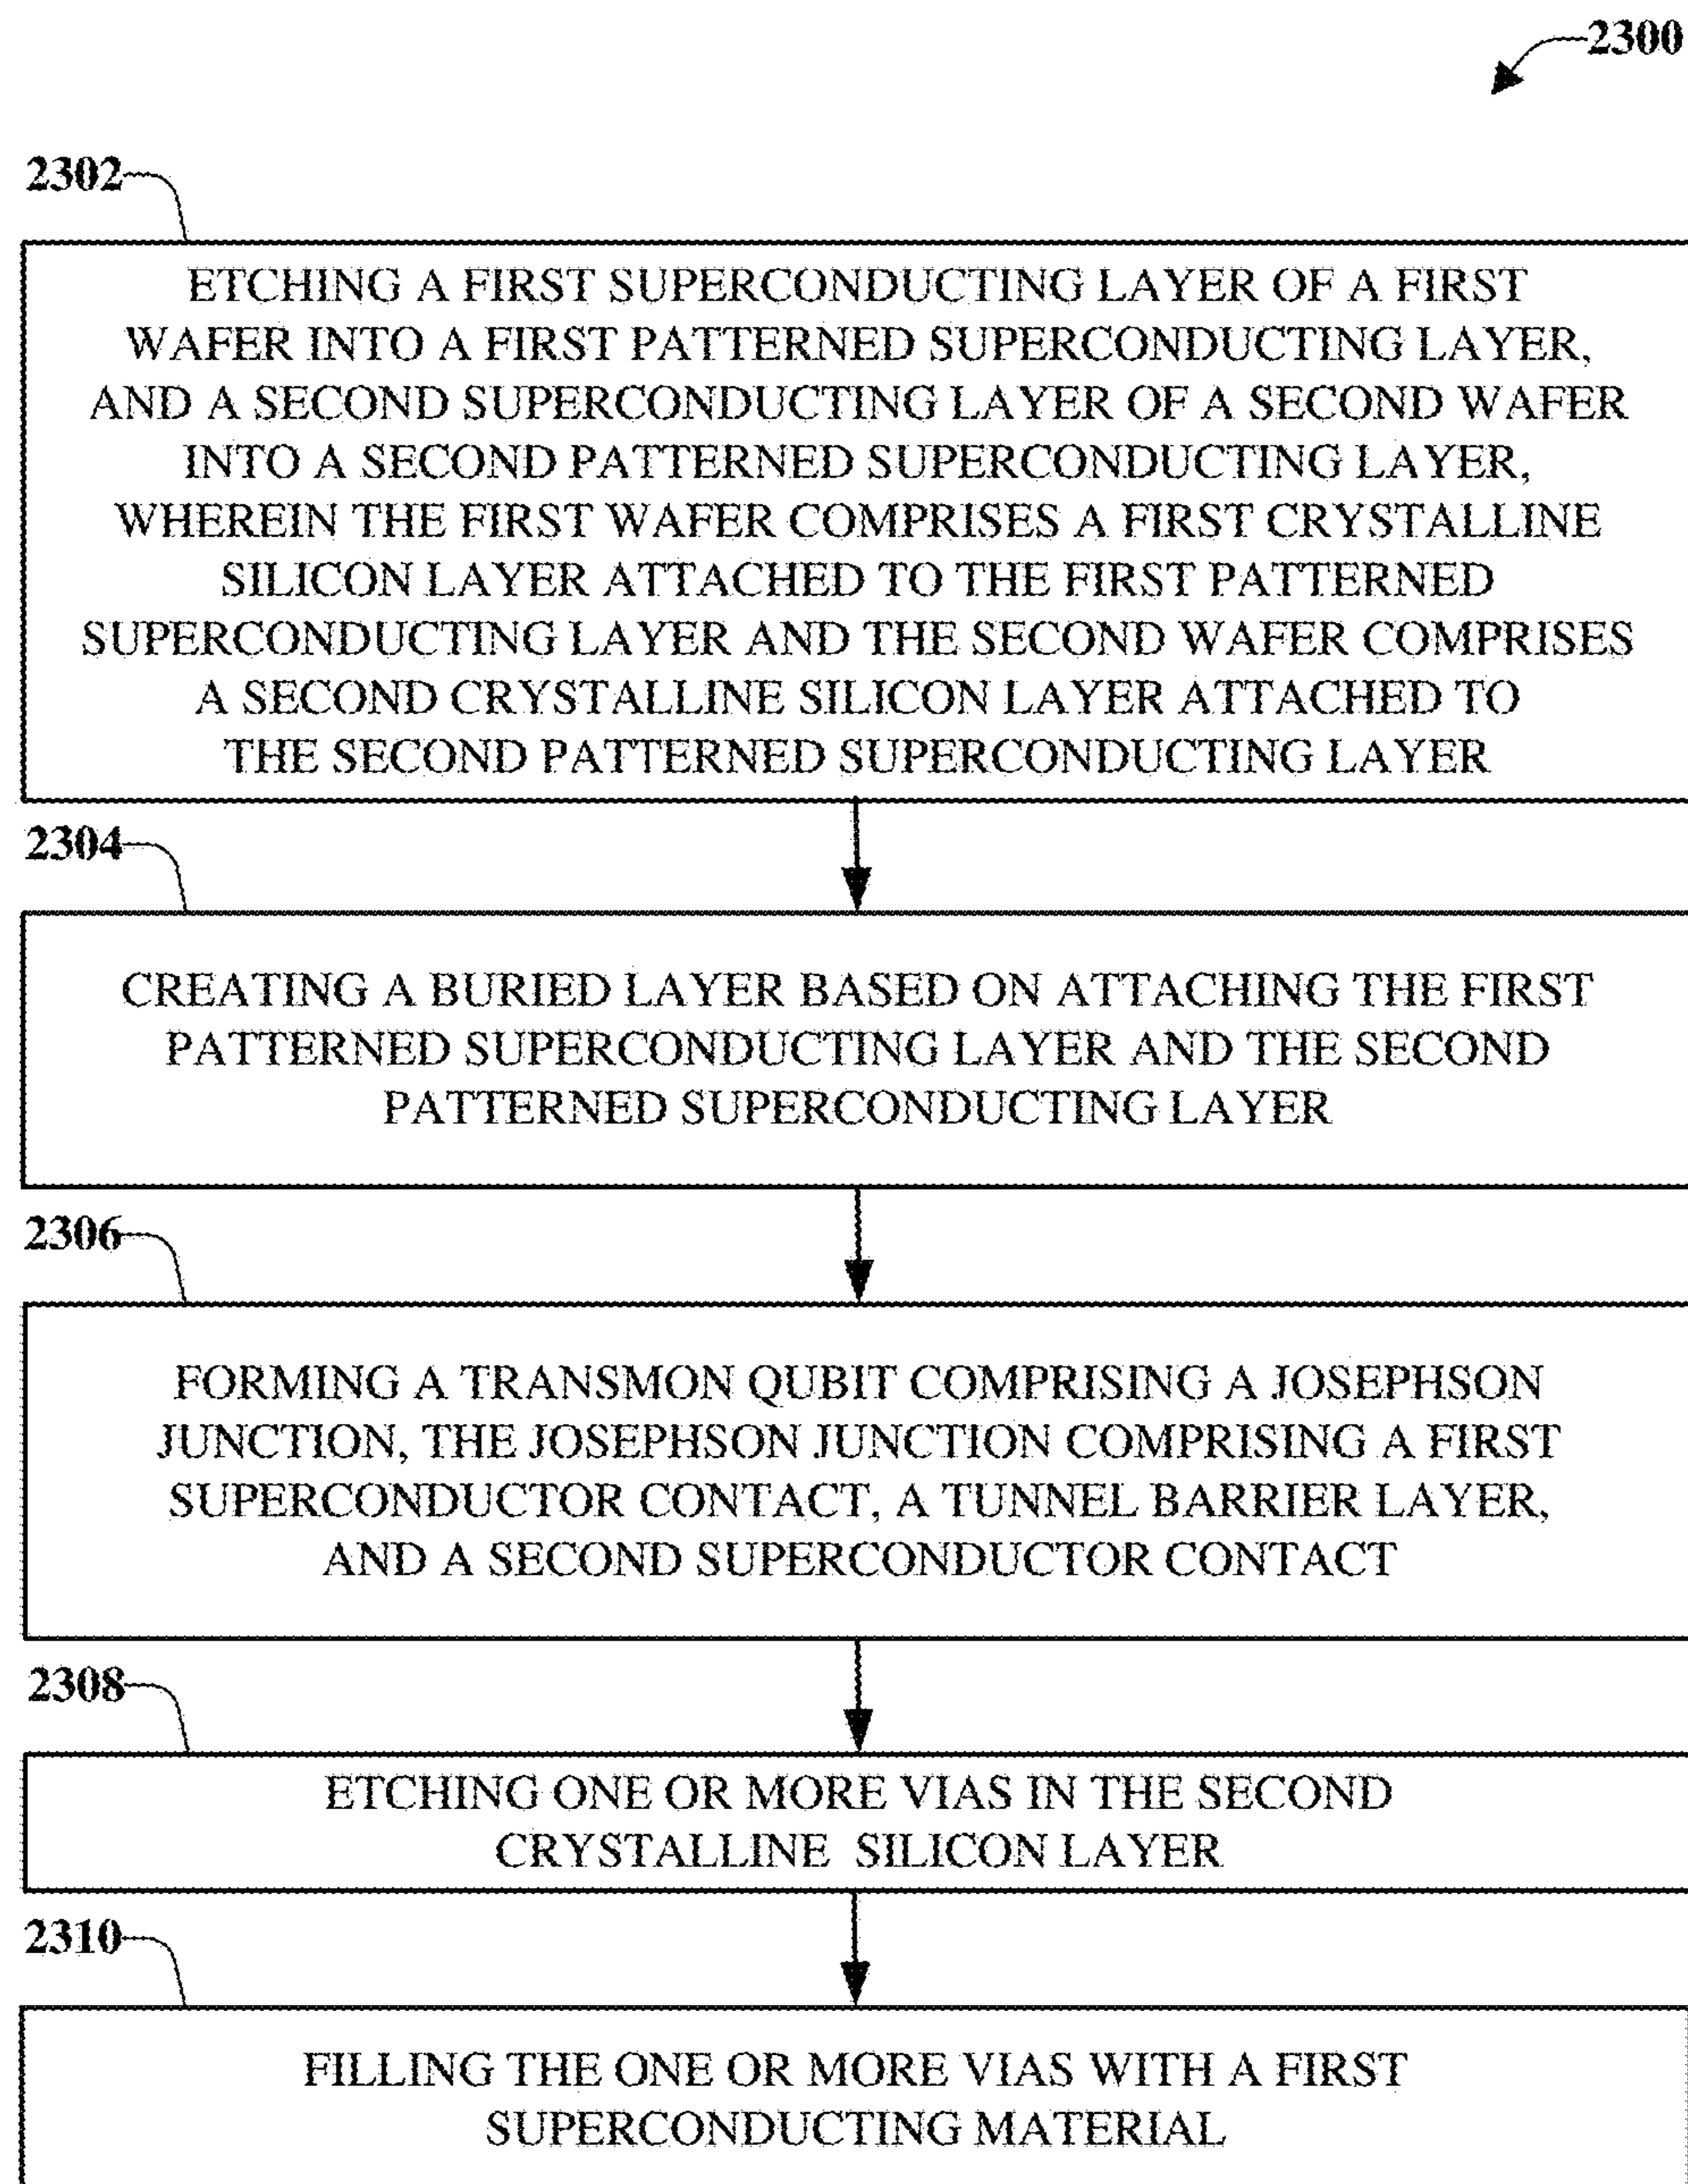 2300
2302
ETCHING A FIRST SUPERCONDUCTING LAYER OF A FIRST
WAFER INTO A FIRST PATTERNED SUPERCONDUCTING LAYER,
AND A SECOND SUPERCONDUCTING LAYER OF A SECOND WAFER
INTO A SECOND PATTERNED SUPERCONDUCTING LAYER,
WHEREIN THE FIRST WAFER COMPRISES A FIRST CRYSTALLINE
SILICON LAYER ATTACHED TO THE FIRST PATTERNED
SUPERCONDUCTING LAYER AND THE SECOND WAFER COMPRISES
A SECOND CRYSTALLINE SILICON LAYER ATTACHED TO
THE SECOND PATTERNED SUPERCONDUCTING LAYER
2304
CREATING A BURIED LAYER BASED ON ATTACHING THE FIRST
PATTERNED SUPERCONDUCTING LAYER AND THE SECOND
PATTERNED SUPERCONDUCTING LAYER
2306
FORMING A TRANSMON QUBIT COMPRISING A JOSEPHSON
JUNCTION, THE JOSEPHSON JUNCTION COMPRISING A FIRST
SUPERCONDUCTOR CONTACT, A TUNNEL BARRIER LAYER,
AND A SECOND SUPERCONDUCTOR CONTACT
2308
ETCHING ONE OR MORE VIAS IN THE SECOND
CRYSTALLINE SILICON LAYER
2310
FILLING THE ONE OR MORE VIAS WITH A FIRST
SUPERCONDUCTING MATERIAL